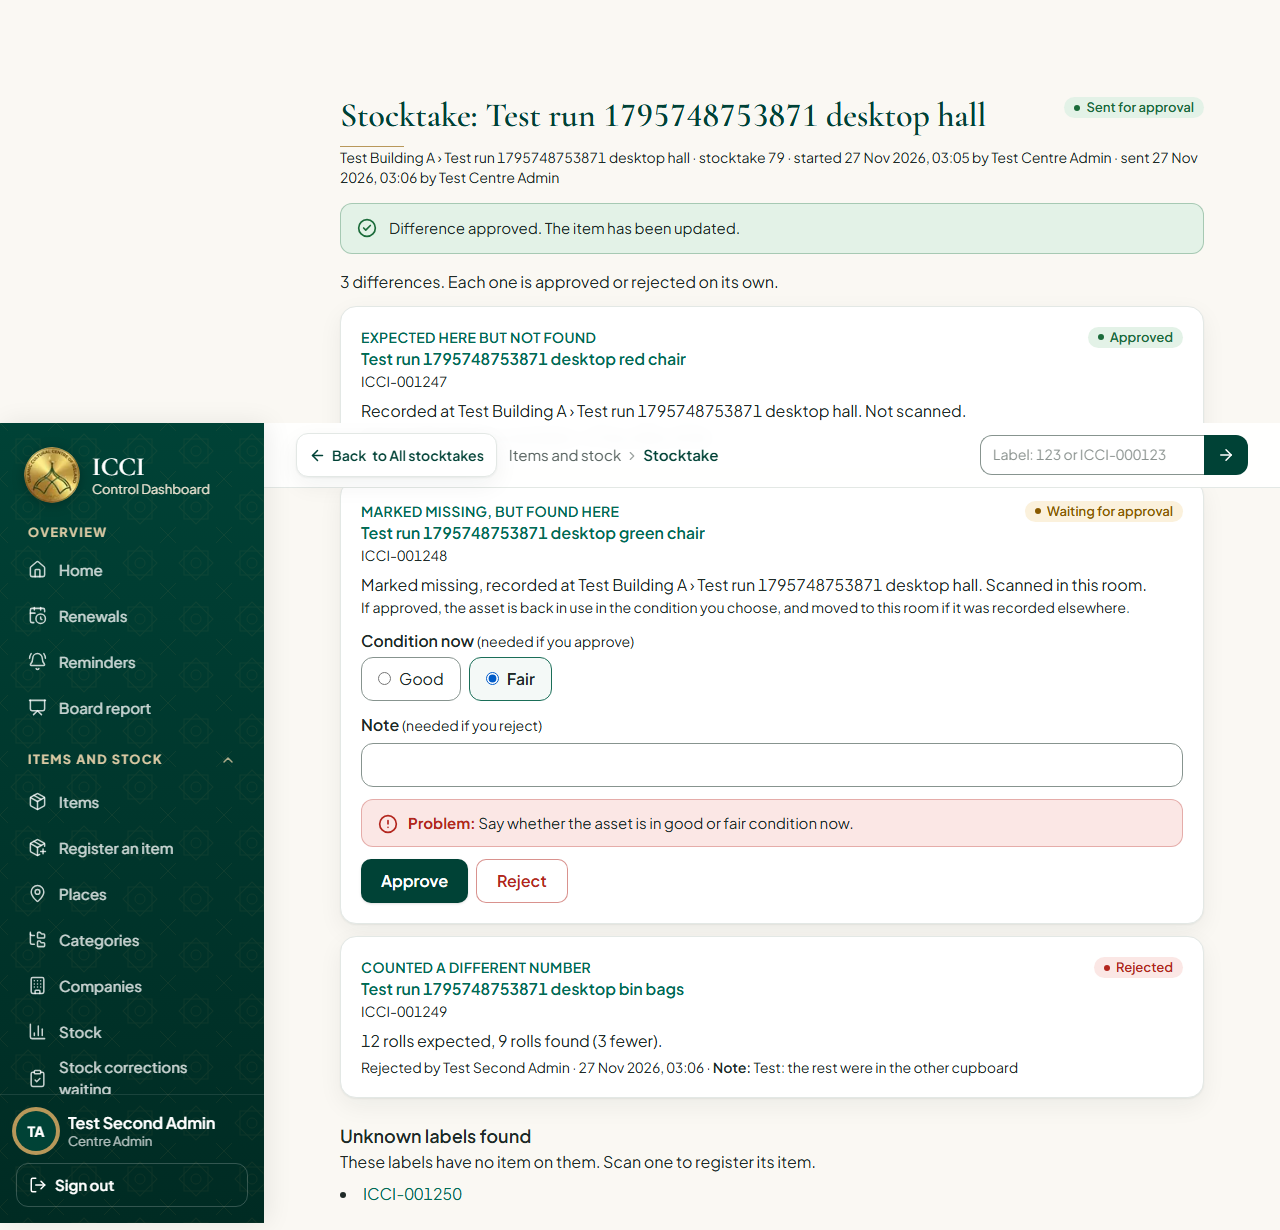 Stocktake: Test run 1795748753871 desktop hall
Sent for approval
Test Building A › Test run 1795748753871 desktop hall · stocktake 79 · started 27 Nov 2026, 03:05 by Test Centre Admin · sent 27 Nov
2026, 03:06 by Test Centre Admin
Difference approved. The item has been updated.
3 differences. Each one is approved or rejected on its own.
EXPECTED HERE BUT NOT FOUND
Approved
Test run 1795748753871 desktop red chair
ICCI-001247
Recorded at Test Building A › Test run 1795748753871 desktop hall. Not scanned.
ICCI
Control Dashboard
Back to All stocktakes
Items and stock › Stocktake
Label: 123 or ICCI-000123
OVERVIEW
Home
Renewals
Reminders
Board report
ITEMS AND STOCK
Items
Register an item
Places
Categories
Companies
Stock
Stock corrections
waiting
TA
Test Second Admin
Centre Admin
Sign out
MARKED MISSING, BUT FOUND HERE
Waiting for approval
Test run 1795748753871 desktop green chair
ICCI-001248
Marked missing, recorded at Test Building A › Test run 1795748753871 desktop hall. Scanned in this room.
If approved, the asset is back in use in the condition you choose, and moved to this room if it was recorded elsewhere.
Condition now (needed if you approve)
Good
Fair
Note (needed if you reject)
Problem: Say whether the asset is in good or fair condition now.
Approve
Reject
COUNTED A DIFFERENT NUMBER
Rejected
Test run 1795748753871 desktop bin bags
ICCI-001249
12 rolls expected, 9 rolls found (3 fewer).
Rejected by Test Second Admin · 27 Nov 2026, 03:06 · Note: Test: the rest were in the other cupboard
Unknown labels found
These labels have no item on them. Scan one to register its item.
ICCI-001250